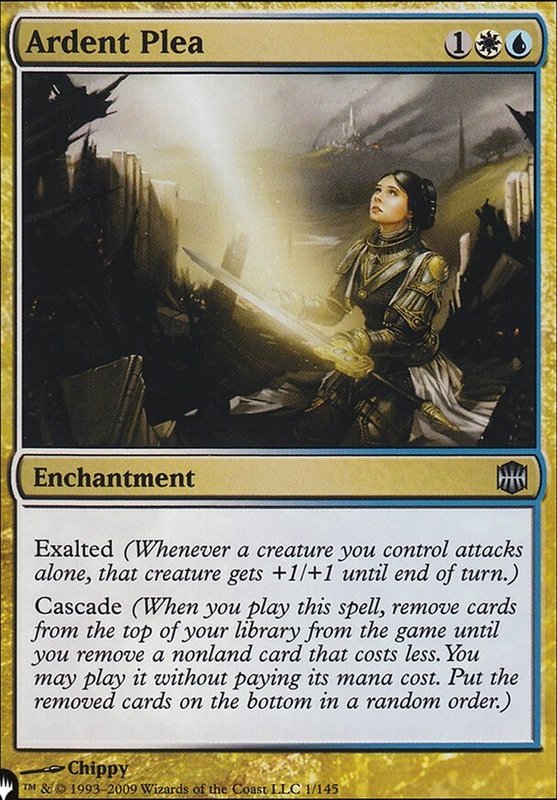 Ardent Plea
1
Enchantment
Exalted (Whenever a creature you control attacks
alone, that creature gets +1/+1 until end of turn.)
Cascade (When you play this spell, remove cards
from the top of your library from the game until
you remove a nonland card that costs less. You
may play it without paying its mana cost. Put the
removed cards on the bottom in a random order.)
Chippy
™ & © 1993–2009 Wizards of the Coast LLC 1/145